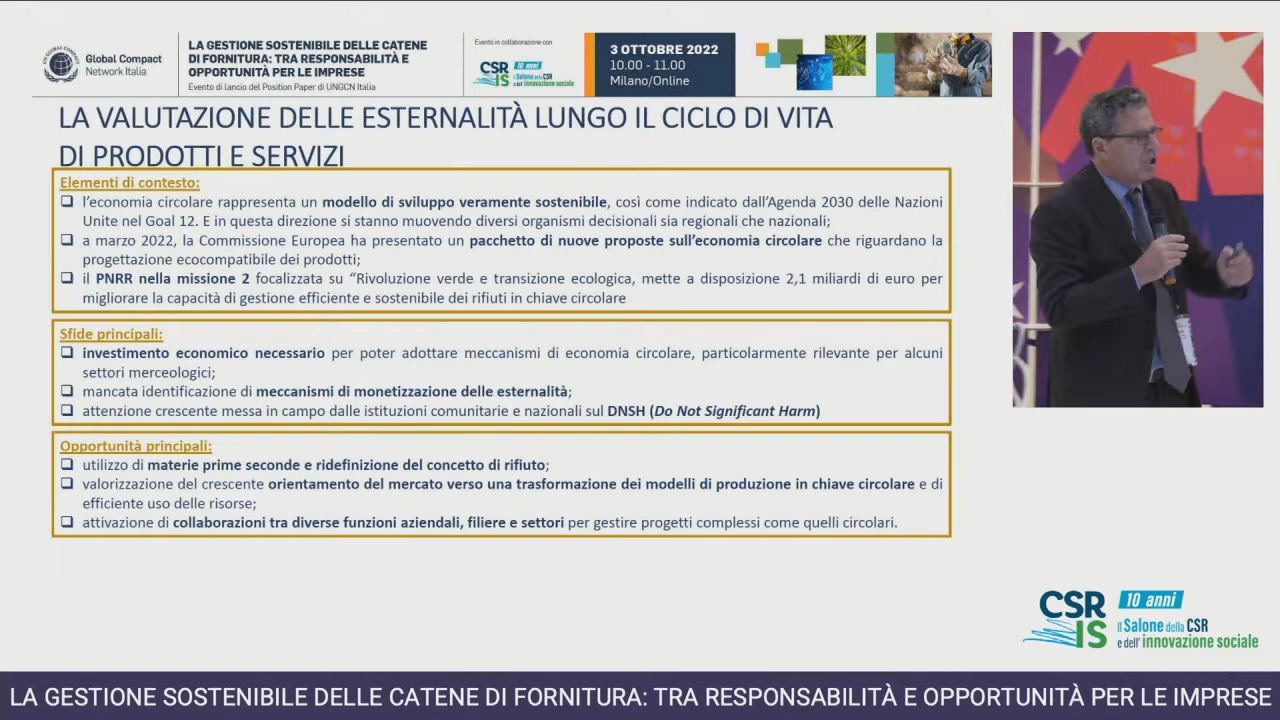 Global Compact
Network Italia
LA GESTIONE SOSTENIBILE DELLE CATENE
DI FORNITURA: TRA RESPONSABILITÀ E
OPPORTUNITÀ PER LE IMPRESE
Evento di lancio del Position Paper di UNGCN Italia
Evento in collaborazione con
CSR
IS
10 anni
il Salone della CSR
e dell'innovazione sociale
3 OTTOBRE 2022
10.00 - 11.00
Milano/Online
LA VALUTAZIONE DELLE ESTERNALITÀ LUNGO IL CICLO DI VITA
DI PRODOTTI E SERVIZI
Elementi di contesto:
l'economia circolare rappresenta un modello di sviluppo veramente sostenibile, così come indicato dall'Agenda 2030 delle Nazioni
Unite nel Goal 12. E in questa direzione si stanno muovendo diversi organismi decisionali sia regionali che nazionali;
a marzo 2022, la Commissione Europea ha presentato un pacchetto di nuove proposte sull'economia circolare che riguardano la
progettazione ecocompatibile dei prodotti;
il PNRR nella missione 2 focalizzata su "Rivoluzione verde e transizione ecologica, mette a disposizione 2,1 miliardi di euro per
migliorare la capacità di gestione efficiente e sostenibile dei rifiuti in chiave circolare
Sfide principali:
investimento economico necessario per poter adottare meccanismi di economia circolare, particolarmente rilevante per alcuni
settori merceologici;
mancata identificazione di meccanismi di monetizzazione delle esternalità;
attenzione crescente messa in campo dalle istituzioni comunitarie e nazionali sul DNSH (Do Not Significant Harm)
Opportunità principali:
utilizzo di materie prime seconde e ridefinizione del concetto di rifiuto;
valorizzazione del crescente orientamento del mercato verso una trasformazione dei modelli di produzione in chiave circolare e di
efficiente uso delle risorse;
attivazione di collaborazioni tra diverse funzioni aziendali, filiere e settori per gestire progetti complessi come quelli circolari.
CSR
IS
10 anni
Il Salone della CSR
e dell'innovazione sociale
LA GESTIONE SOSTENIBILE DELLE CATENE DI FORNITURA: TRA RESPONSABILITÀ E OPPORTUNITÀ PER LE IMPRESE